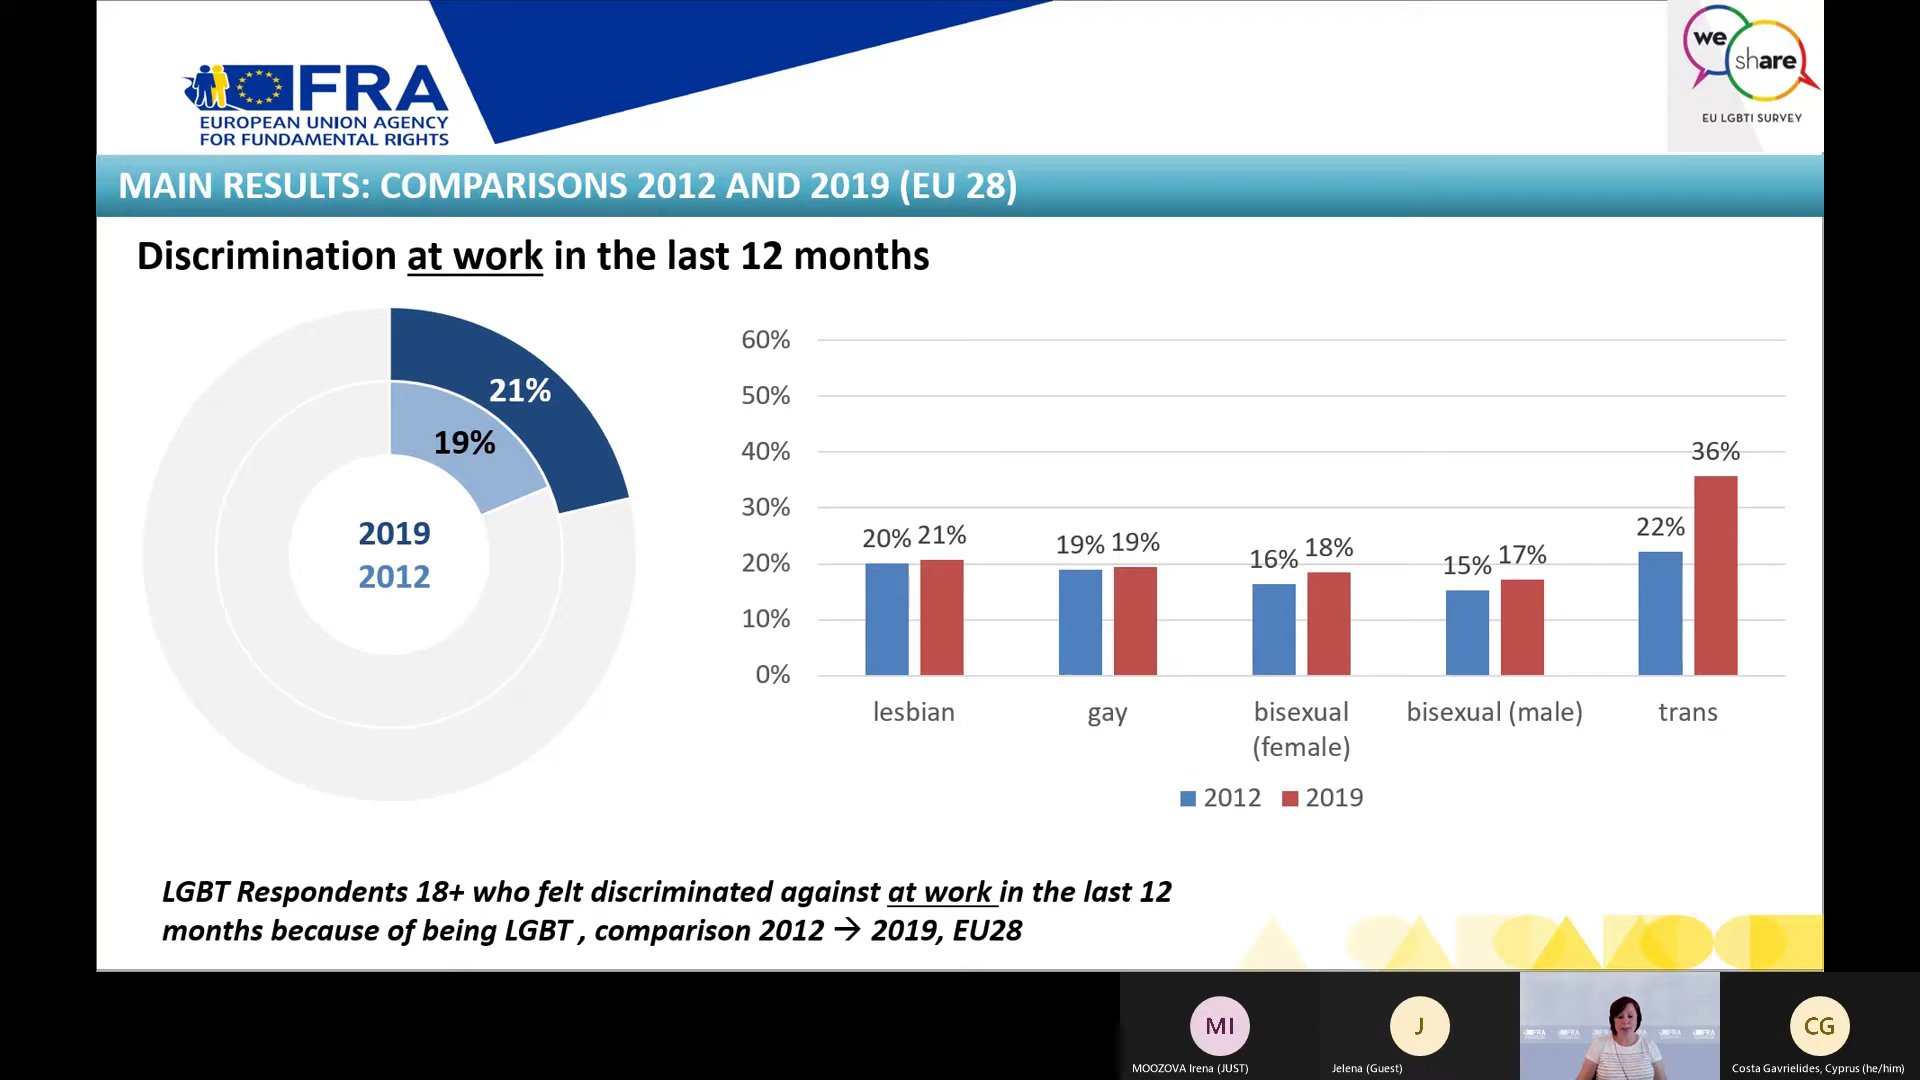 FRA
EUROPEAN UNION AGENCY
FOR FUNDAMENTAL RIGHTS
we
share
EU LGBTI SURVEY
MAIN RESULTS: COMPARISONS 2012 AND 2019 (EU 28)
Discrimination at work in the last 12 months
21%
19%
2019
2012
60%
50%
40%
30%
20%
10%
0%
20% 21%
19% 19%
16% 18%
15% 17%
22% 36%
lesbian
gay
bisexual
(female)
bisexual (male)
trans
2012 2019
LGBT Respondents 18+ who felt discriminated against at work in the last 12
months because of being LGBT , comparison 2012 → 2019, EU28
MI
MOOZOVA Irena (JUST)
J
Jelena (Guest)
FRA
FRA
FRA
CG
Costa Gavrielides, Cyprus (he/him)